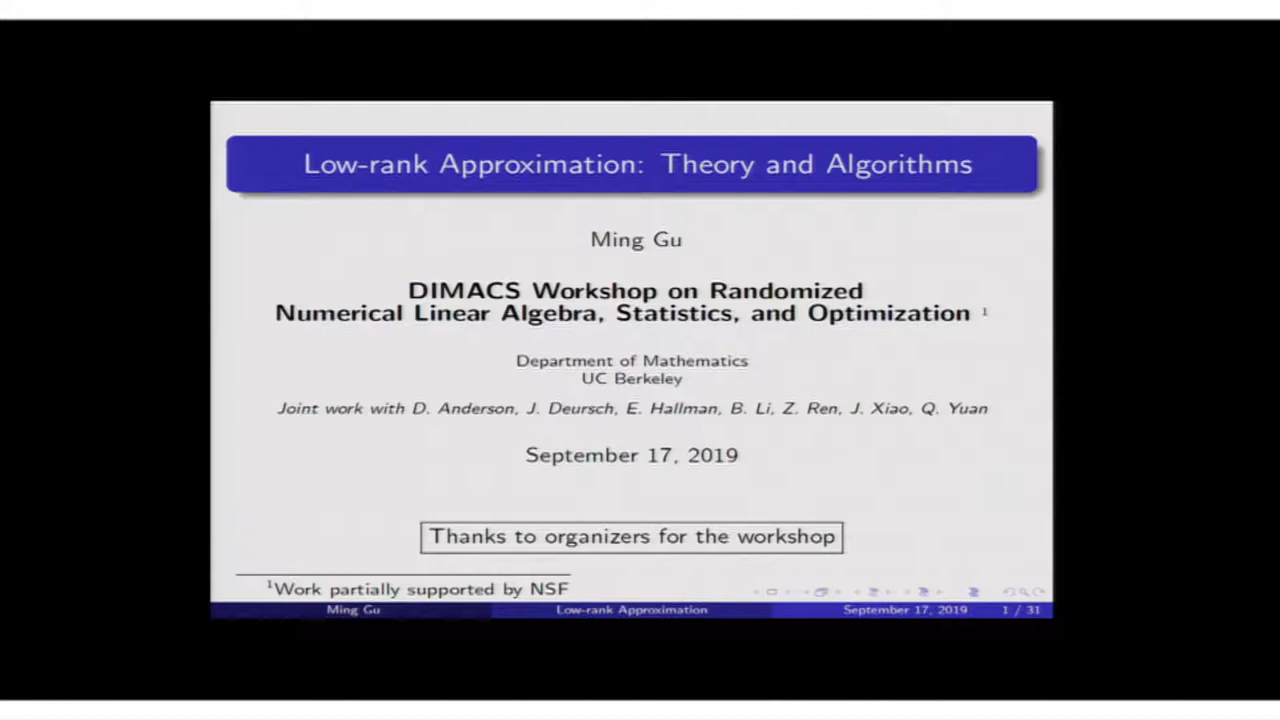 Low-rank Approximation: Theory and Algorithms
Ming Gu
DIMACS Workshop on Randomized
Numerical Linear Algebra, Statistics, and Optimization 1
Department of Mathematics
UC Berkeley
Joint work with D. Anderson, J. Deursch, E. Hallman, B. Li, Z. Ren, J. Xiao, Q. Yuan
September 17, 2019
Thanks to organizers for the workshop
1Work partially supported by NSF
Ming Gu Low-rank Approximation September 17, 2019 1 / 31